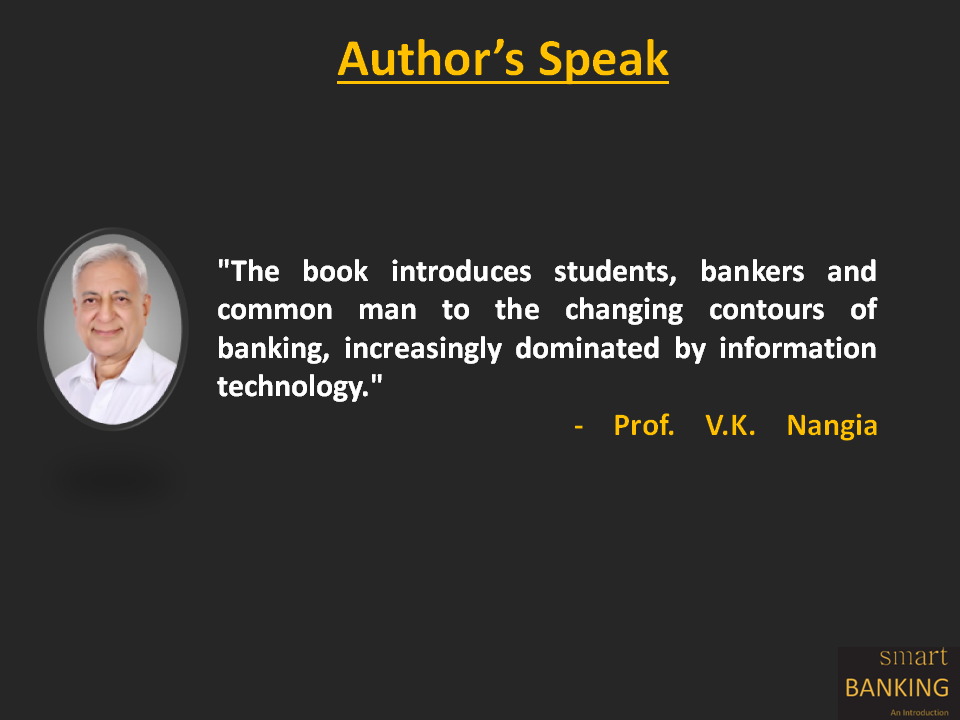 Author’s Speak
"The book introduces students, bankers and
common man to the changing contours of
banking, increasingly dominated by information
technology."
- Prof. V.K. Nangia
smart
BANKING
An Introduction